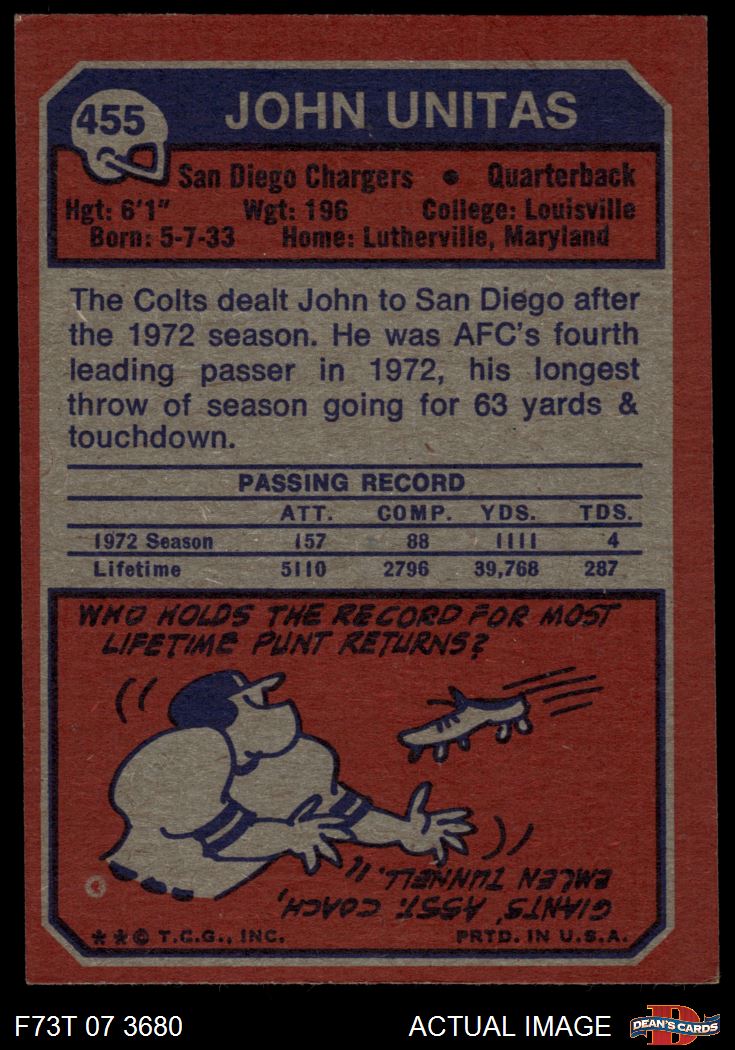 455
JOHN UNITAS
San Diego Chargers • Quarterback
Hgt: 6'1" Wgt: 196 College: Louisville
Born: 5-7-33 Home: Lutherville, Maryland
The Colts dealt John to San Diego after
the 1972 season. He was AFC's fourth
leading passer in 1972, his longest
throw of season going for 63 yards &
touchdown.
PASSING RECORD
ATT. COMP. YDS. TDS.
1972 Season 157 88 1111 4
Lifetime 5110 2796 39,768 287
WHO HOLDS THE RECORD FOR MOST
LIFETIME PUNT RETURNS?
GIANTS' ASST. COACH,
EMLEN TUNNELL.
**© T.C.G., INC. PRTD. IN U.S.A.
F73T 07 3680 ACTUAL IMAGE
D
DEAN'S CARDS